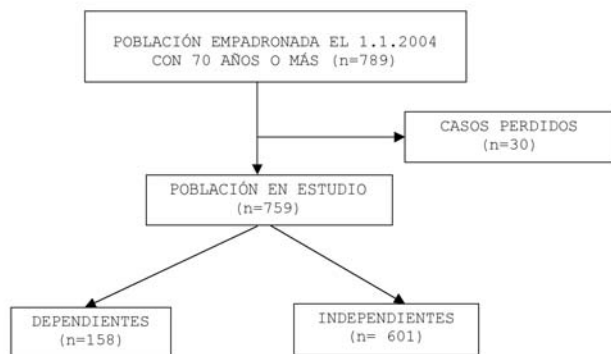 POBLACIÓN EMPADRONADA EL 1.1.2004
CON 70 AÑOS O MÁS (n=789)
CASOS PERDIDOS
(n=30)
POBLACIÓN EN ESTUDIO
(n=759)
DEPENDIENTES
(n=158)
INDEPENDIENTES
(n= 601)